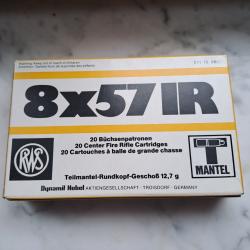 8x57IR
20 Büchsenpatronen
20 Center Fire Rifle Cartridges
20 Cartouches à balle de grande chasse
RWS
T
MANTEL
Teilmantel-Rundkopf-Geschoß 12,7 g
Dynamit Nobel AKTIENGESELLSCHAFT · TROISDORF · GERMANY